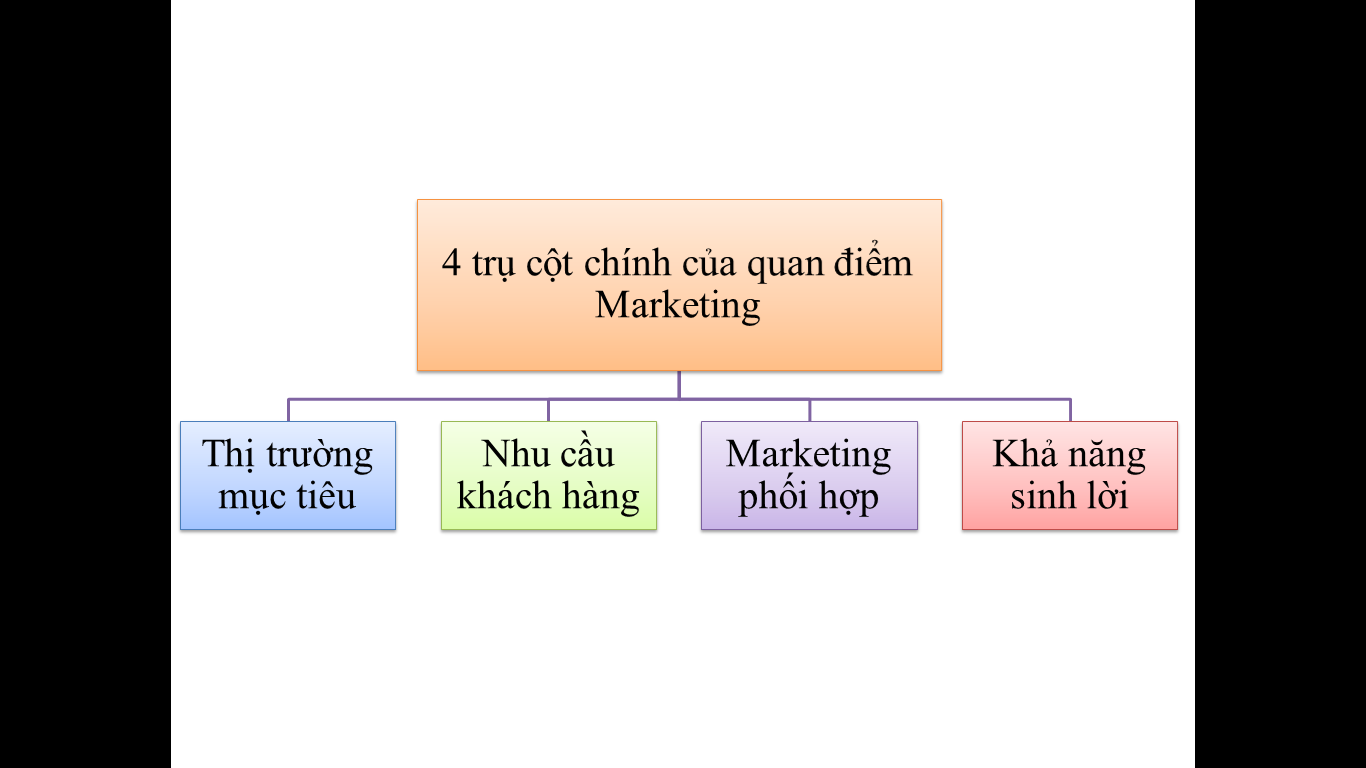 4 trụ cột chính của quan điểm
Marketing
Thị trường
mục tiêu
Nhu cầu
khách hàng
Marketing
phối hợp
Khả năng
sinh lời